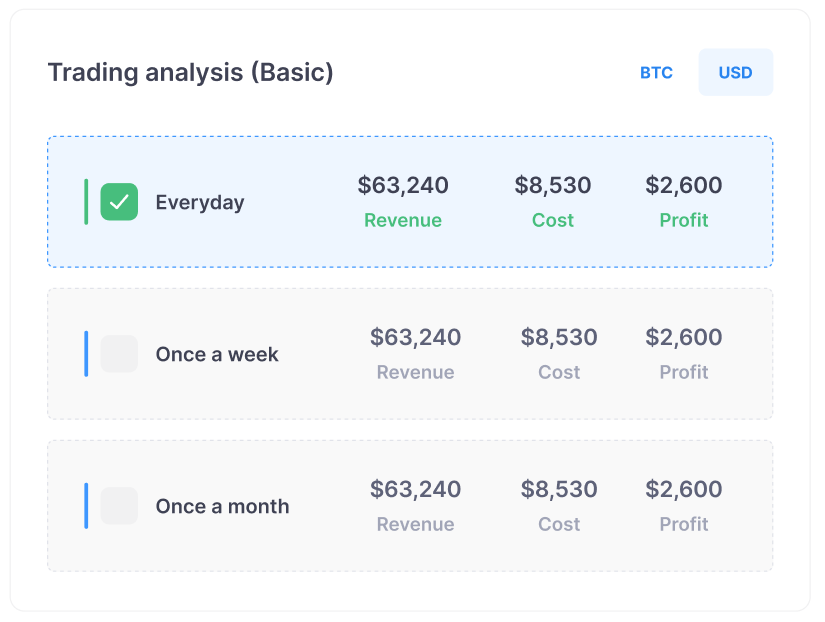 Trading analysis (Basic)
BTC
USD
Everyday
$63,240
$8,530
$2,600
Revenue
Cost
Profit
Once a week
$63,240
$8,530
$2,600
Revenue
Cost
Profit
Once a month
$63,240
$8,530
$2,600
Revenue
Cost
Profit